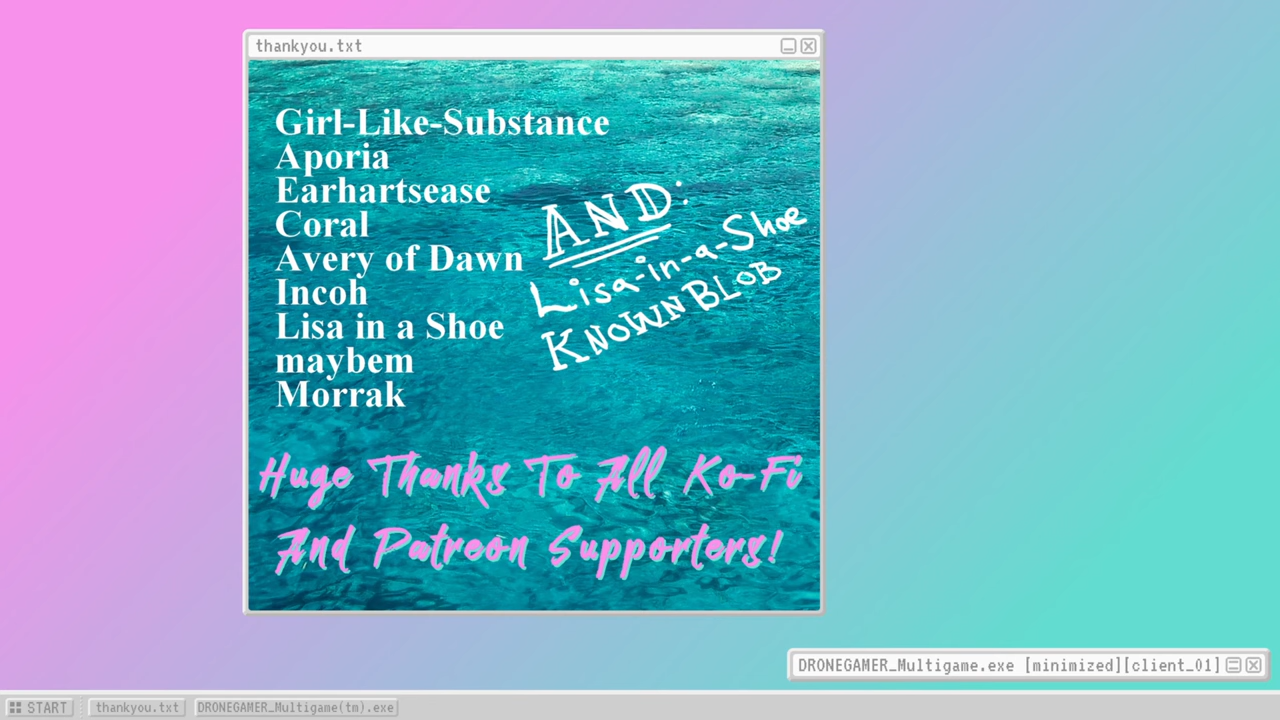 thankyou.txt
Girl-Like-Substance
Aporia
Earhartsease
Coral
Avery of Dawn
Incoh
Lisa in a Shoe
maybem
Morrak
AND:
Lisa-in-a-Shoe
KNOWN BLOB
Huge Thanks To All Ko-Fi
And Patreon Supporters!
DRONEGAMER_Multigame.exe [minimized][client_01]
START
thankyou.txt
DRONEGAMER_Multigame(tm).exe